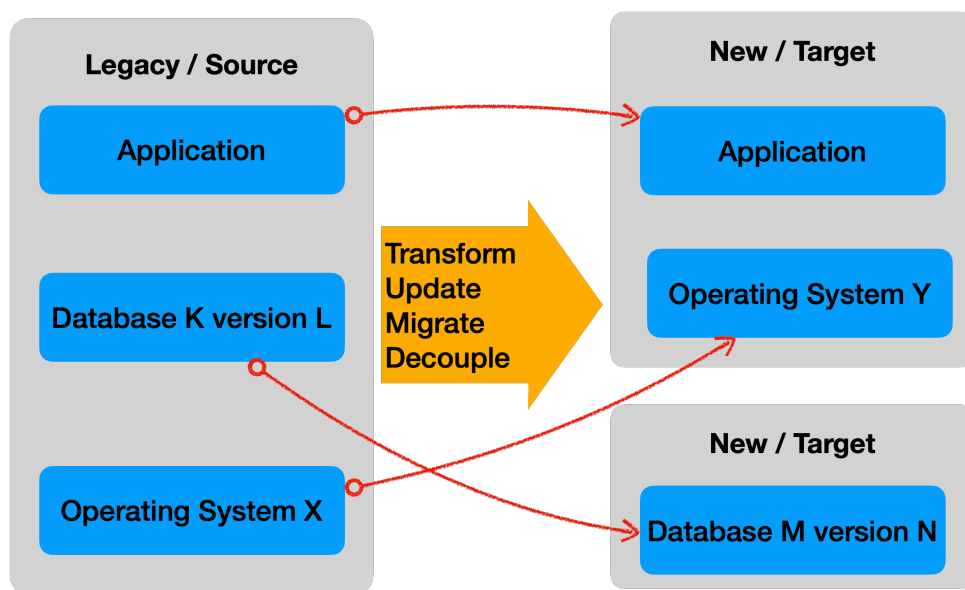 Legacy / Source
Application
Database K version L
Operating System X
Transform
Update
Migrate
Decouple
New / Target
Application
Operating System Y
New / Target
Database M version N